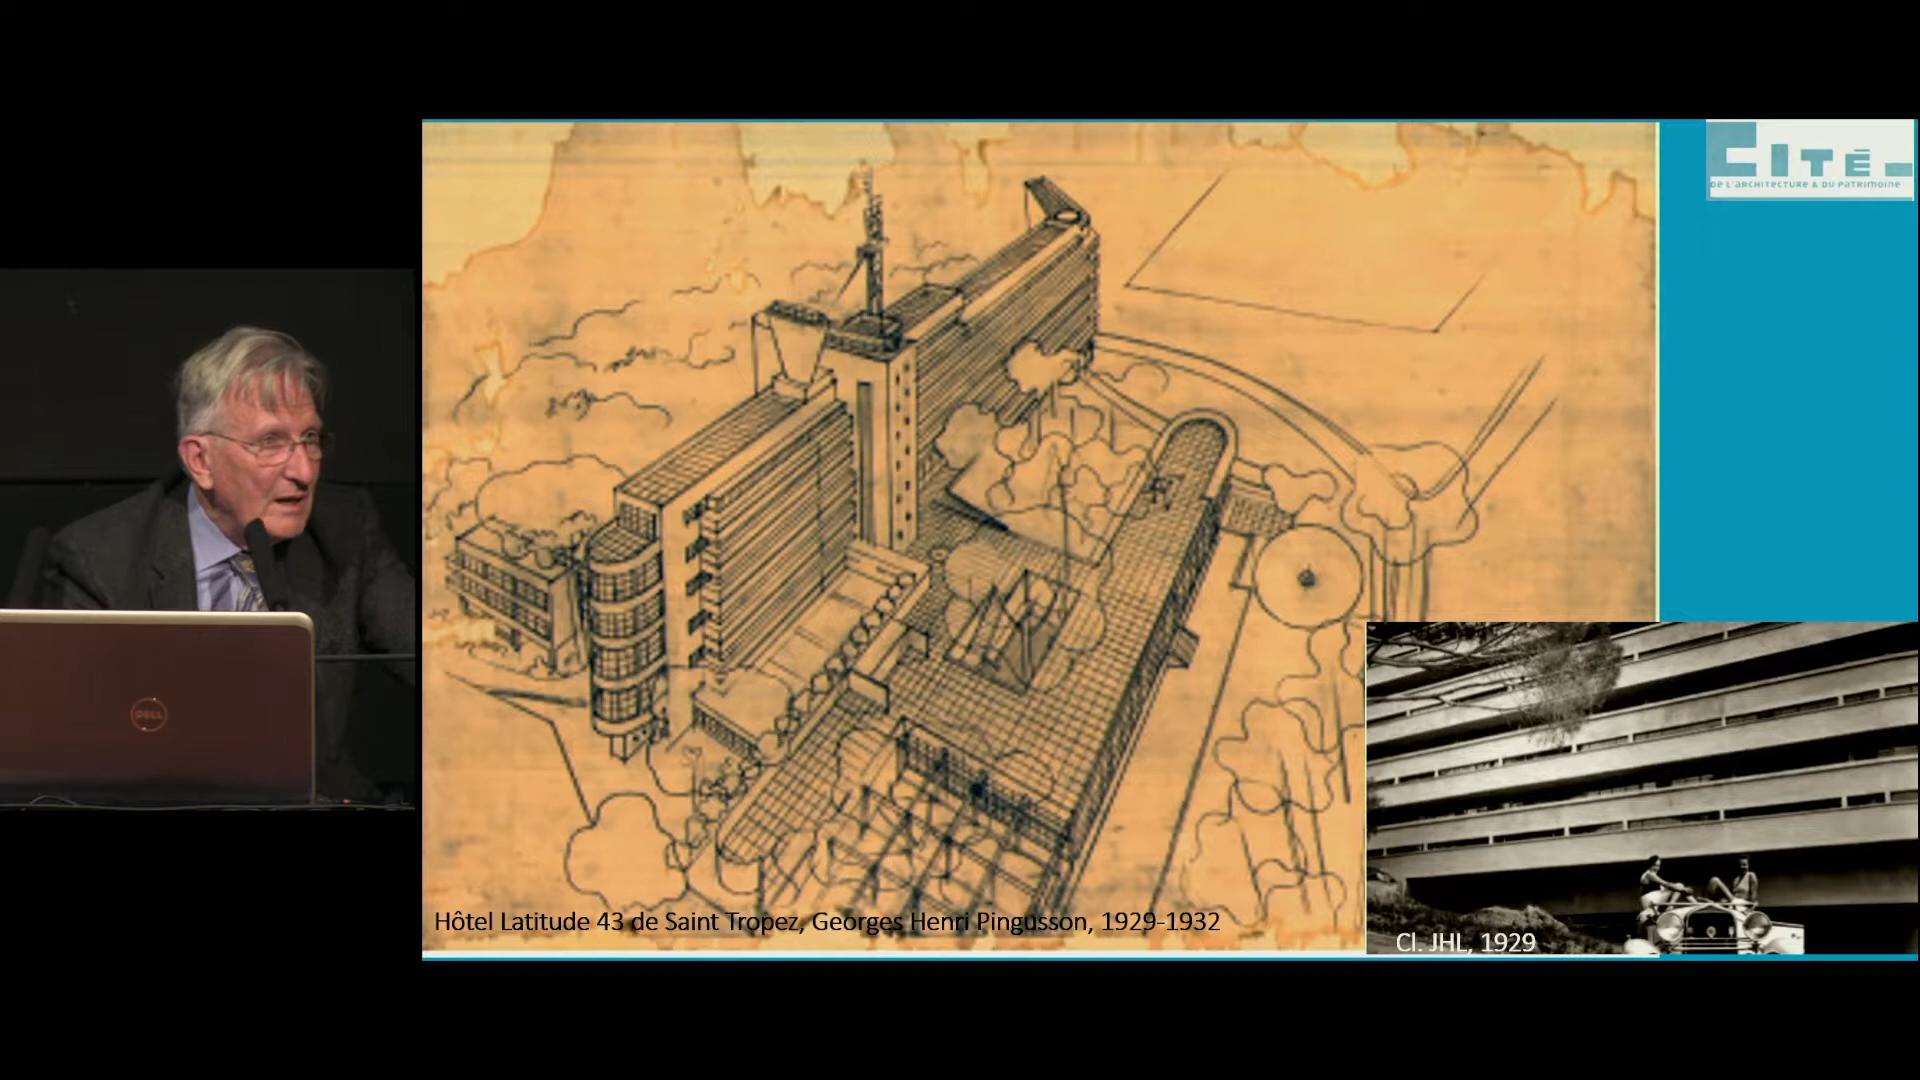 CITÉ
DE L'ARCHITECTURE & DU PATRIMOINE
DELL
Hôtel Latitude 43 de Saint Tropez, Georges Henri Pingusson, 1929-1932
Cl. JHL, 1929